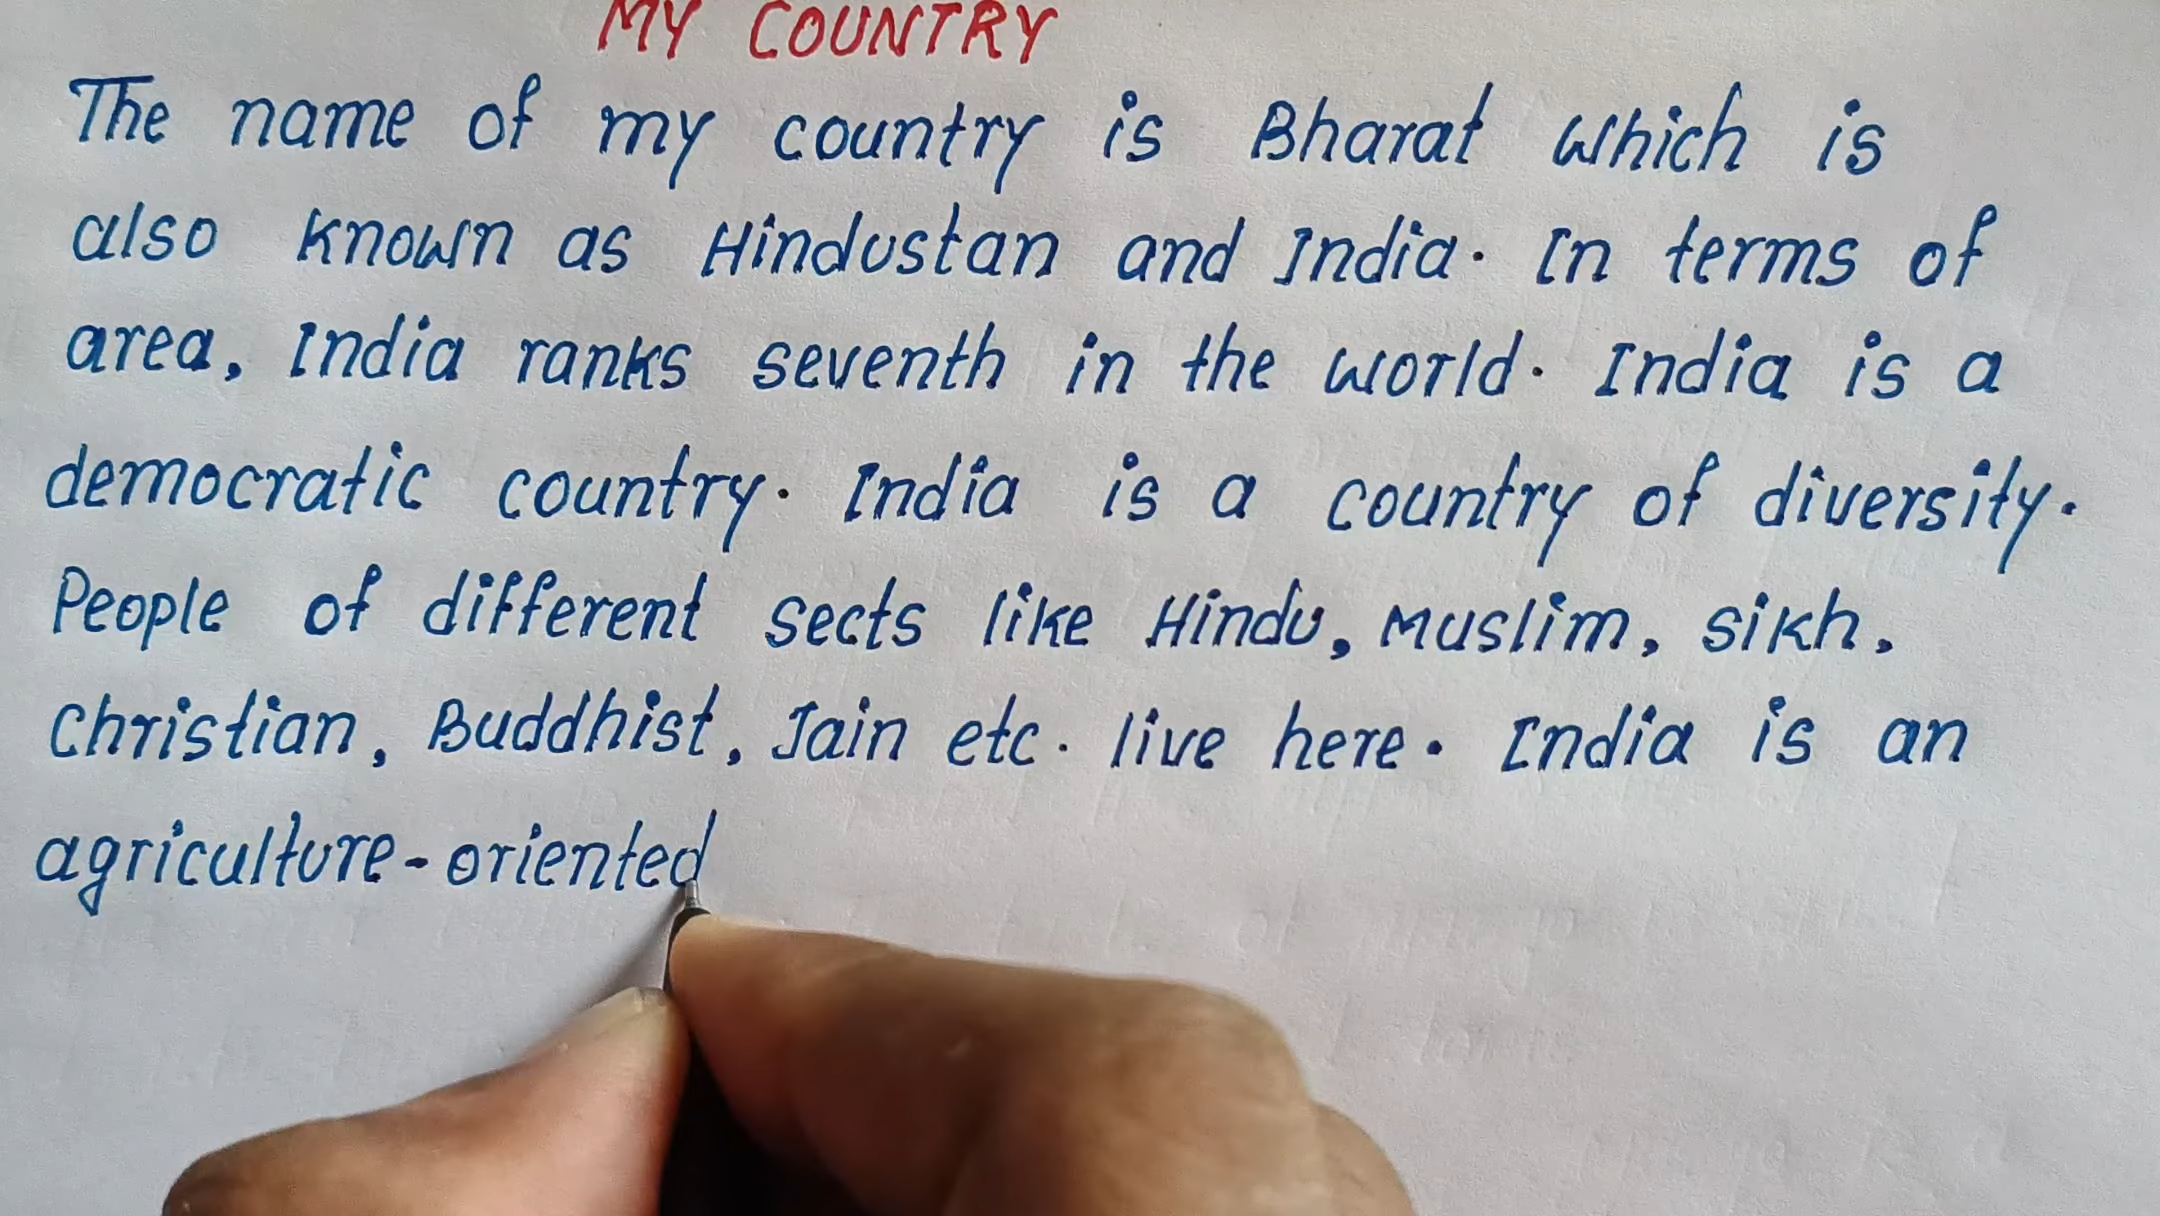 MY COUNTRY
The name of my country is Bharat which is
also known as Hindustan and India. In terms of
area, India ranks seventh in the world. India is a
democratic country. India is a country of diversity.
People of different sects like Hindu, Muslim, Sikh,
Christian, Buddhist, Jain etc. live here. India is an
agriculture-oriented